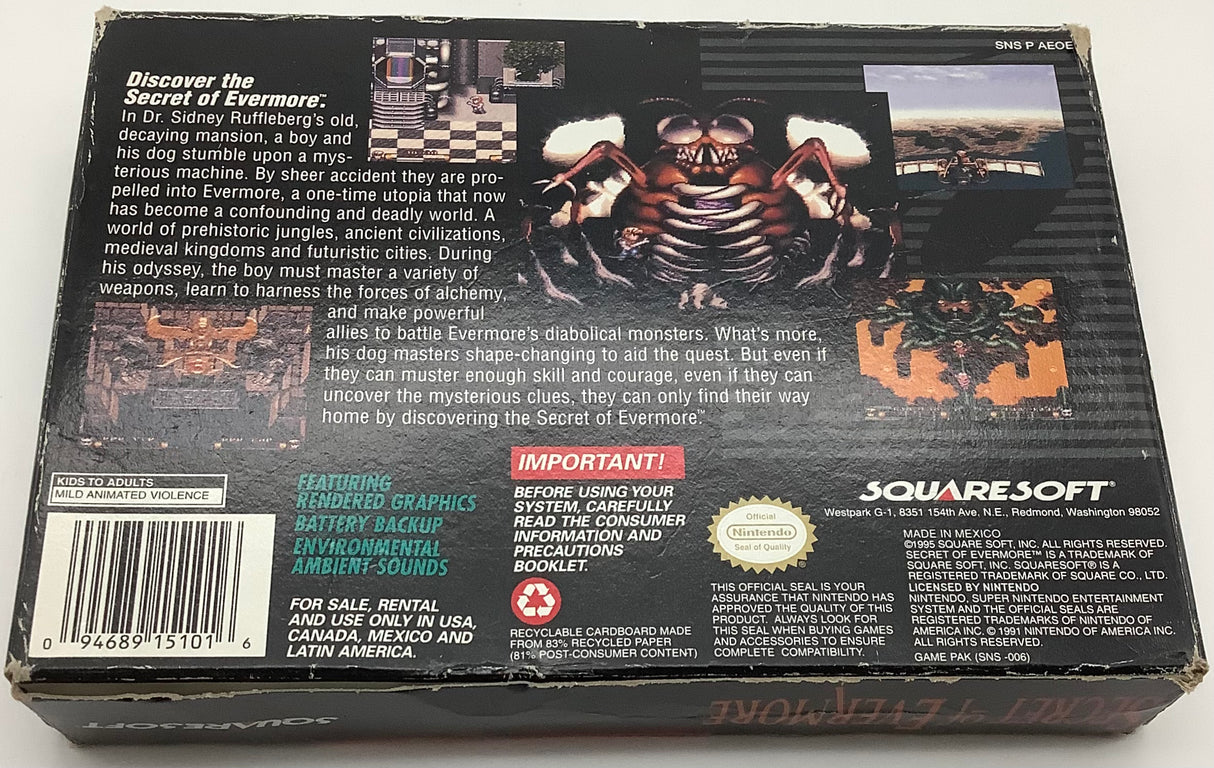 SNS P AEOE
Discover the
Secret of Evermore™.
In Dr. Sidney Ruffleberg's old,
decaying mansion, a boy and
his dog stumble upon a mys-
terious machine. By sheer accident they are pro-
pelled into Evermore, a one-time utopia that now
has become a confounding and deadly world. A
world of prehistoric jungles, ancient civilizations,
medieval kingdoms and futuristic cities. During
his odyssey, the boy must master a variety of
weapons, learn to harness the forces of alchemy,
and make powerful
allies to battle Evermore's diabolical monsters. What's more,
his dog masters shape-changing to aid the quest. But even if
they can muster enough skill and courage, even if they can
uncover the mysterious clues, they can only find their way
home by discovering the Secret of Evermore™.
KIDS TO ADULTS
MILD ANIMATED VIOLENCE
0 94689 15101 6
FEATURING
RENDERED GRAPHICS
BATTERY BACKUP
ENVIRONMENTAL
AMBIENT SOUNDS
FOR SALE, RENTAL
AND USE ONLY IN USA,
CANADA, MEXICO AND
LATIN AMERICA.
IMPORTANT!
BEFORE USING YOUR
SYSTEM, CAREFULLY
READ THE CONSUMER
INFORMATION AND
PRECAUTIONS
BOOKLET.
RECYCLABLE CARDBOARD MADE
FROM 83% RECYCLED PAPER
(81% POST-CONSUMER CONTENT)
Official
Nintendo
Seal of Quality
®
THIS OFFICIAL SEAL IS YOUR
ASSURANCE THAT NINTENDO HAS
APPROVED THE QUALITY OF THIS
PRODUCT. ALWAYS LOOK FOR
THIS SEAL WHEN BUYING GAMES
AND ACCESSORIES TO ENSURE
COMPLETE COMPATIBILITY.
SQUARESOFT®
Westpark G-1, 8351 154th Ave. N.E., Redmond, Washington 98052
MADE IN MEXICO
©1995 SQUARE SOFT, INC. ALL RIGHTS RESERVED.
SECRET OF EVERMORE™ IS A TRADEMARK OF
SQUARE SOFT, INC. SQUARESOFT® IS A
REGISTERED TRADEMARK OF SQUARE CO., LTD.
LICENSED BY NINTENDO
NINTENDO, SUPER NINTENDO ENTERTAINMENT
SYSTEM AND THE OFFICIAL SEALS ARE
REGISTERED TRADEMARKS OF NINTENDO OF
AMERICA INC. © 1991 NINTENDO OF AMERICA INC.
ALL RIGHTS RESERVED.
GAME PAK (SNS -006)
SECRET of EVERMORE
SQUARESOFT